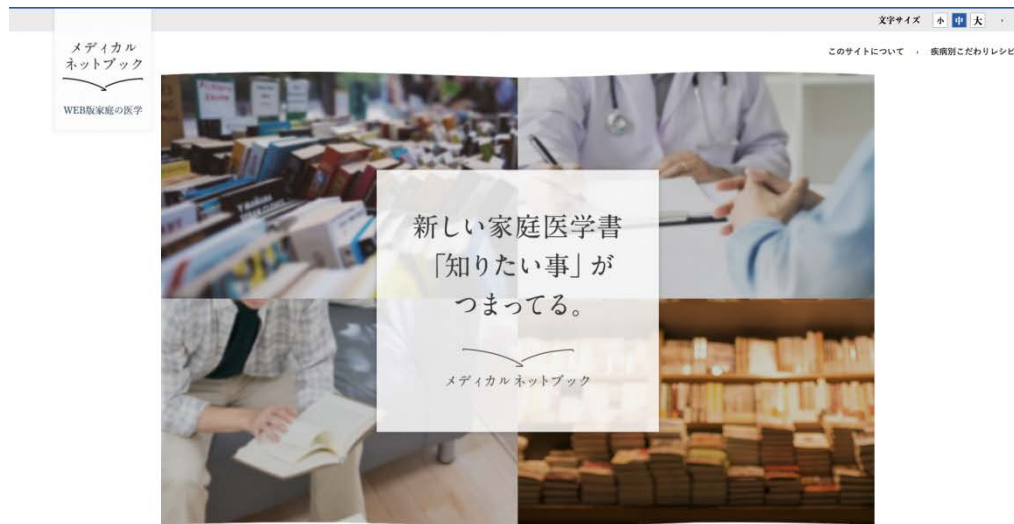 文字サイズ 小 中 大
メディカル
ネットブック
WEB版家庭の医学
このサイトについて
疾病別こだわりレシピ
新しい家庭医学書
「知りたい事」が
つまってる。
メディカル ネットブック